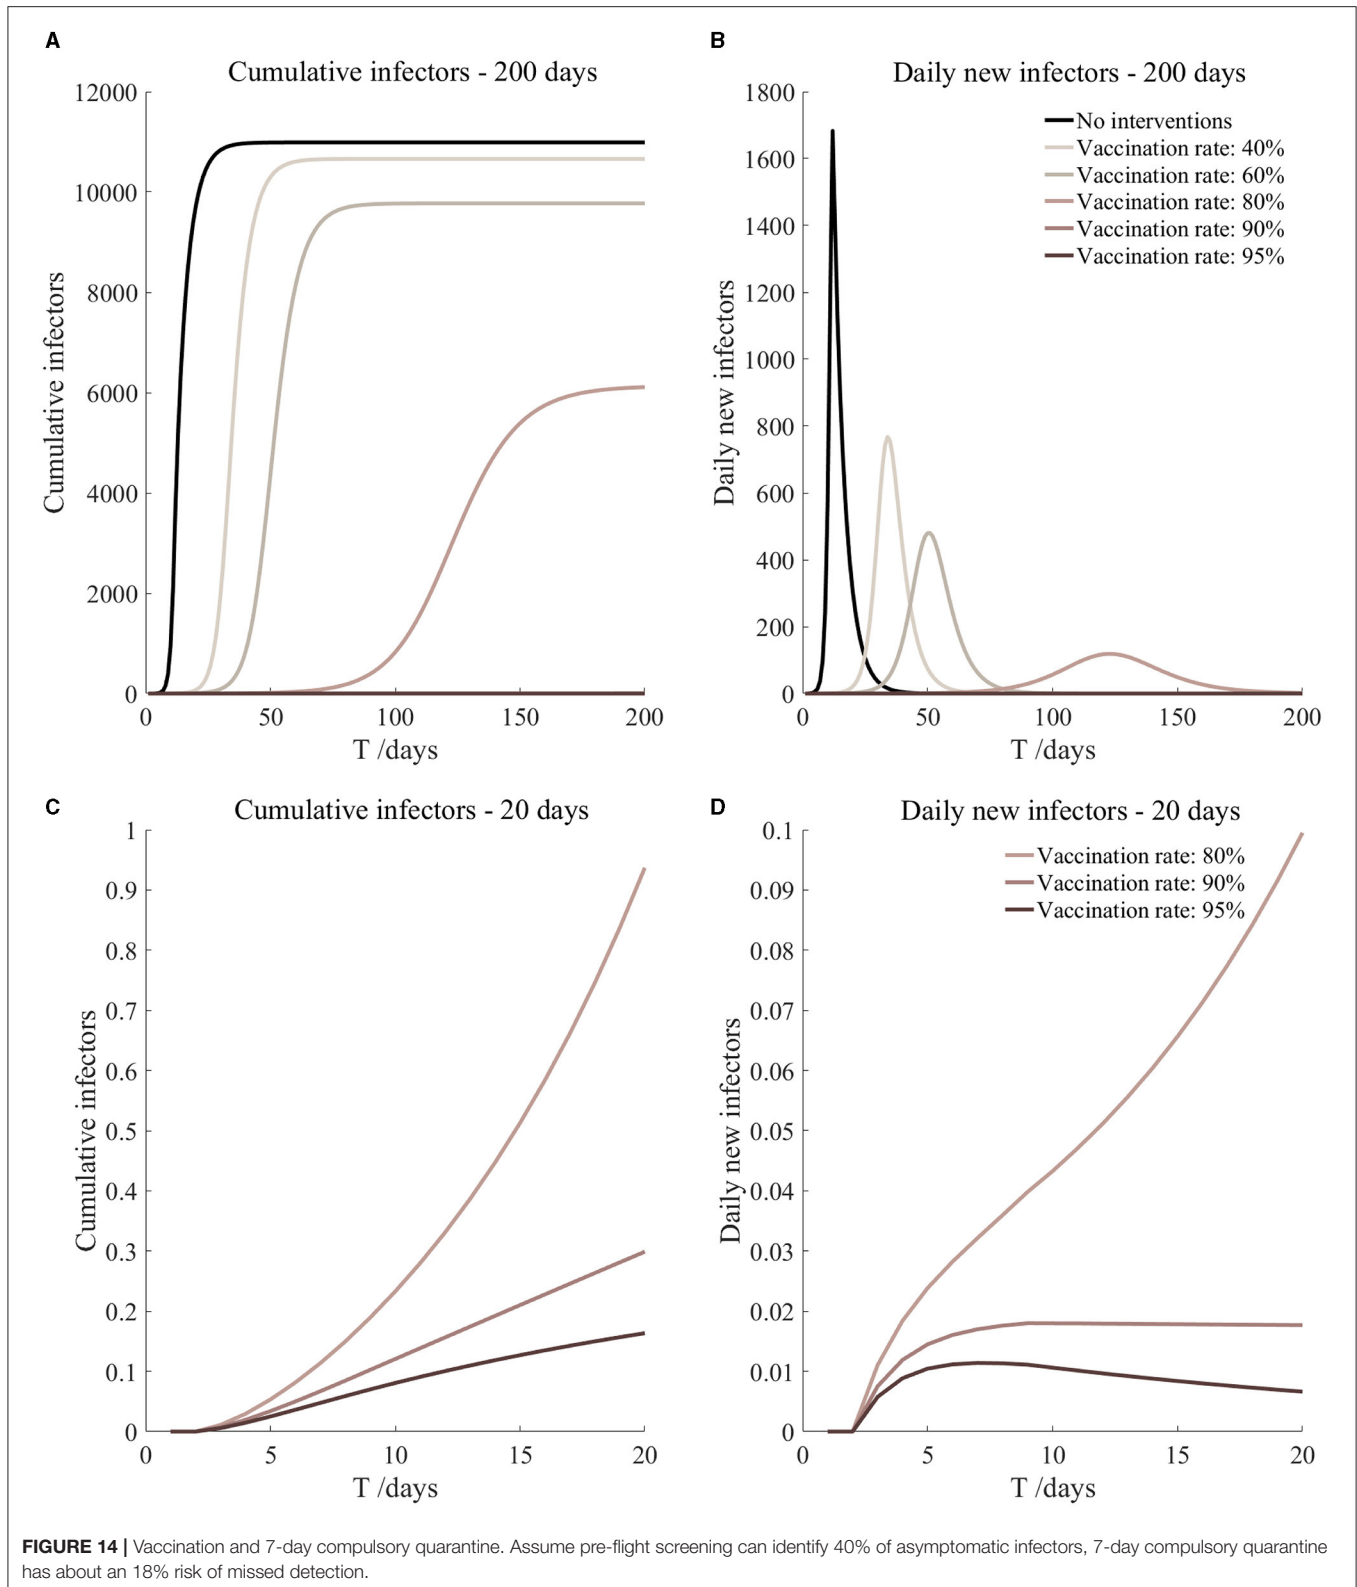 A
Cumulative infectors - 200 days
12000
10000
8000
6000
4000
2000
0
Cumulative infectors
0 50 100 150 200
T /days
B
Daily new infectors - 200 days
1800
1600
1400
1200
1000
800
600
400
200
0
Daily new infectors
No interventions
Vaccination rate: 40%
Vaccination rate: 60%
Vaccination rate: 80%
Vaccination rate: 90%
Vaccination rate: 95%
0 50 100 150 200
T /days
C
Cumulative infectors - 20 days
1
0.9
0.8
0.7
0.6
0.5
0.4
0.3
0.2
0.1
0
Cumulative infectors
0 5 10 15 20
T /days
D
Daily new infectors - 20 days
0.1
0.09
0.08
0.07
0.06
0.05
0.04
0.03
0.02
0.01
0
Daily new infectors
Vaccination rate: 80%
Vaccination rate: 90%
Vaccination rate: 95%
0 5 10 15 20
T /days
FIGURE 14 | Vaccination and 7-day compulsory quarantine. Assume pre-flight screening can identify 40% of asymptomatic infectors, 7-day compulsory quarantine
has about an 18% risk of missed detection.